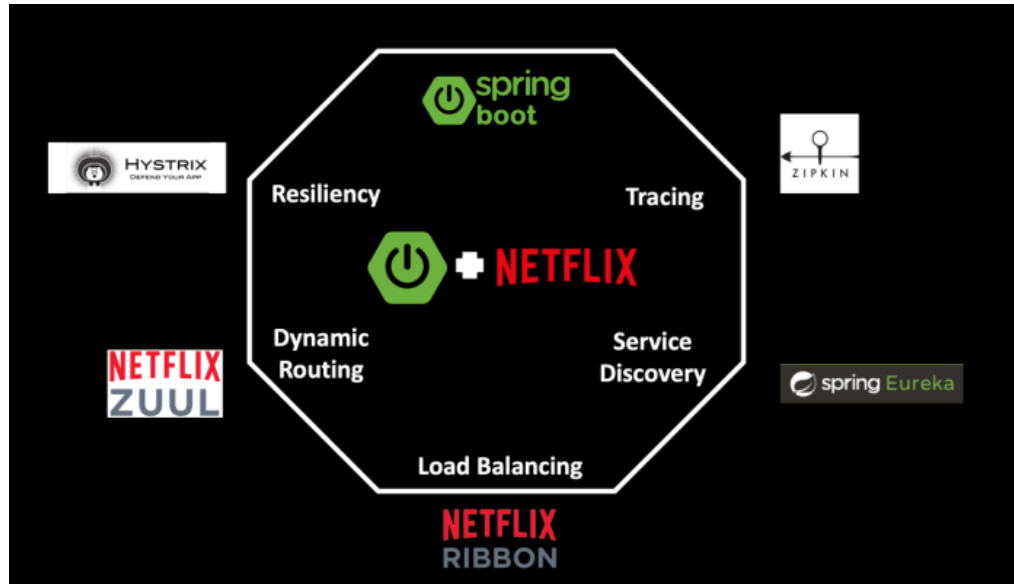 spring
boot
HYSTRIX
DEFEND YOUR APP
ZIPKIN
Resiliency
Tracing
NETFLIX
Dynamic
Routing
Service
Discovery
NETFLIX
ZUUL
spring Eureka
Load Balancing
NETFLIX
RIBBON